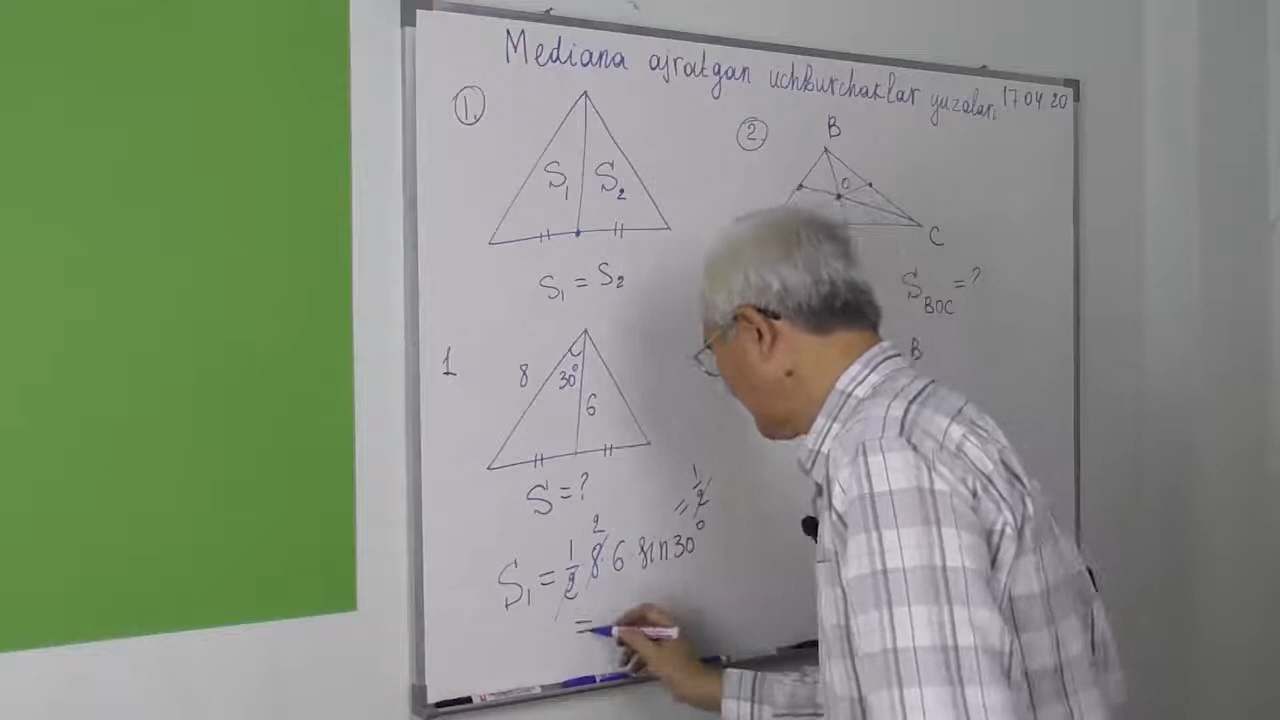 Mediana ajratgan uchburchaklar yuzalari 17 04 20
1.
S1 S2
S1 = S2
1
8 30° 6
S = ?
= 1/2
2
S1 = 1/2 8·6 sin30°
=
2.
B
O
C
S BOC = ?
B